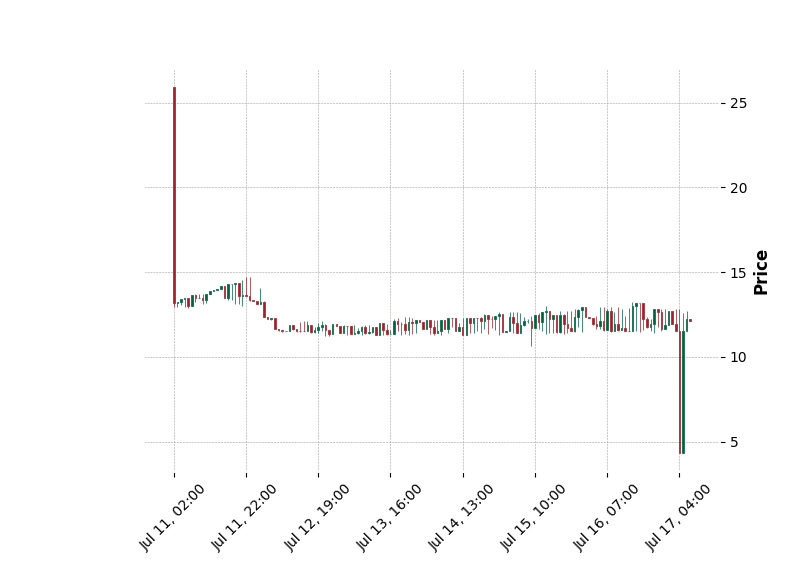 25
20
15
10
5
Price
Jul 11, 02:00
Jul 11, 22:00
Jul 12, 19:00
Jul 13, 16:00
Jul 14, 13:00
Jul 15, 10:00
Jul 16, 07:00
Jul 17, 04:00